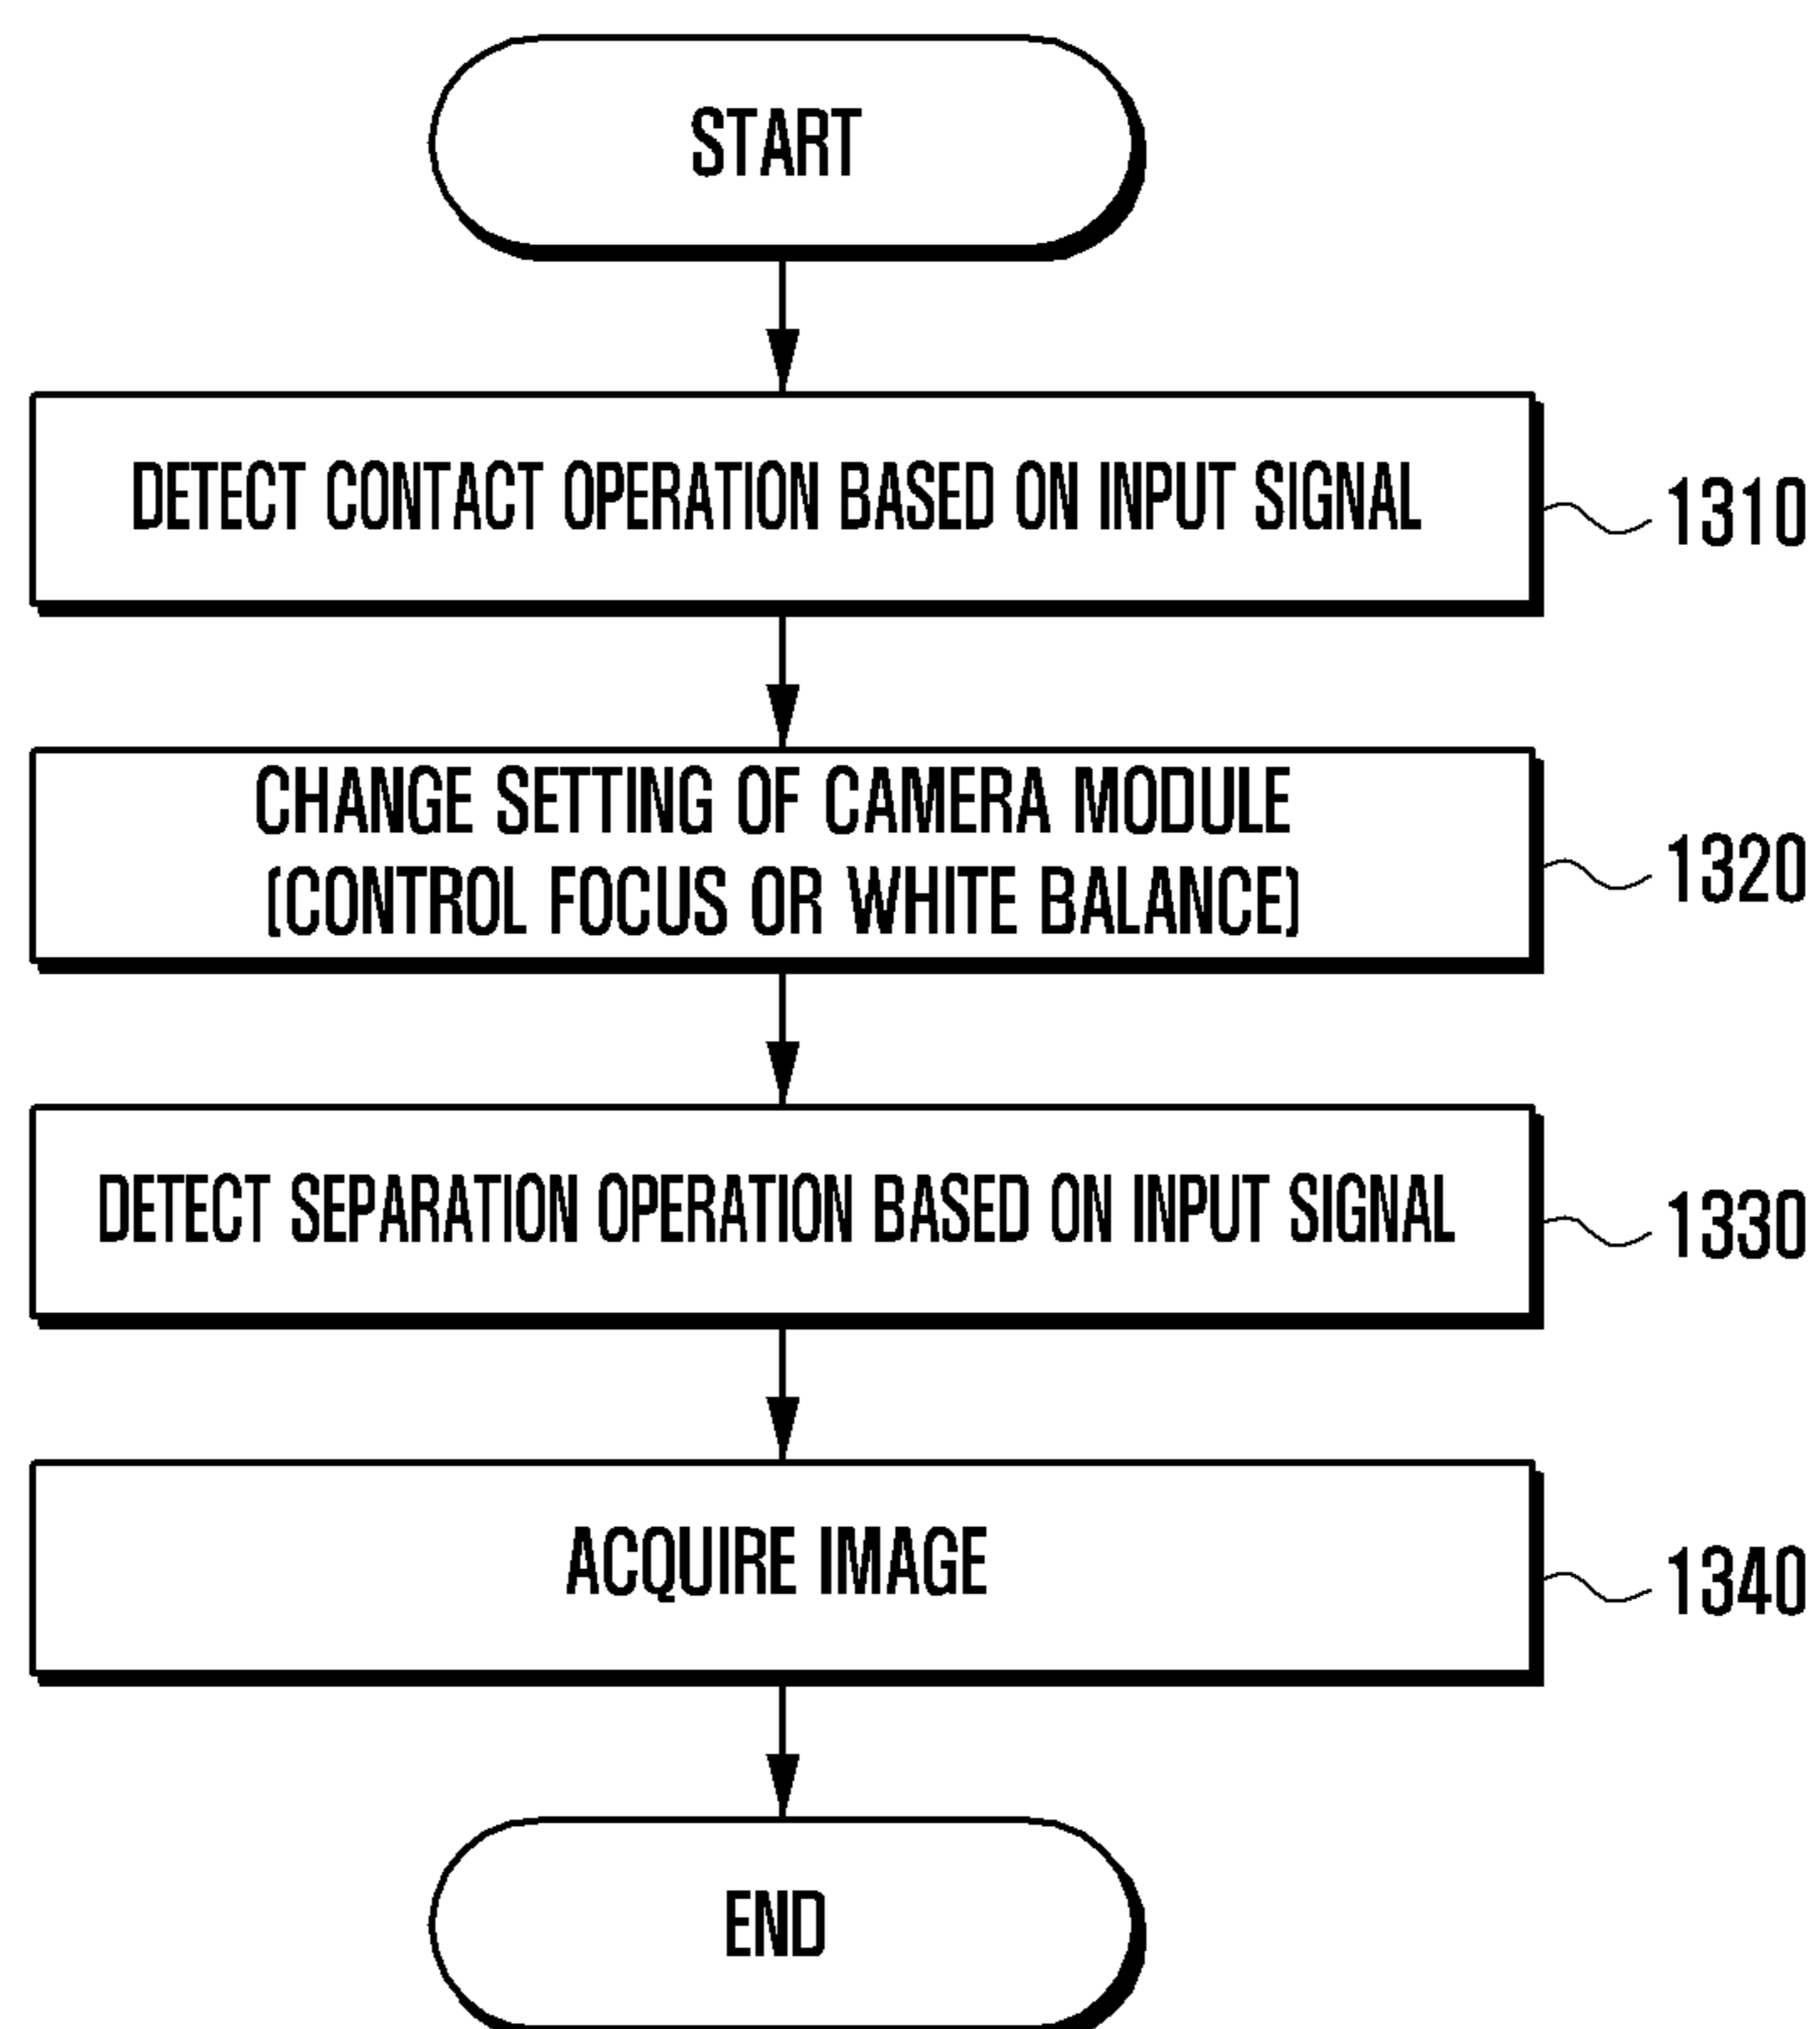 START
DETECT CONTACT OPERATION BASED ON INPUT SIGNAL
1310
CHANGE SETTING OF CAMERA MODULE
(CONTROL FOCUS OR WHITE BALANCE)
1320
DETECT SEPARATION OPERATION BASED ON INPUT SIGNAL
1330
ACQUIRE IMAGE
1340
END